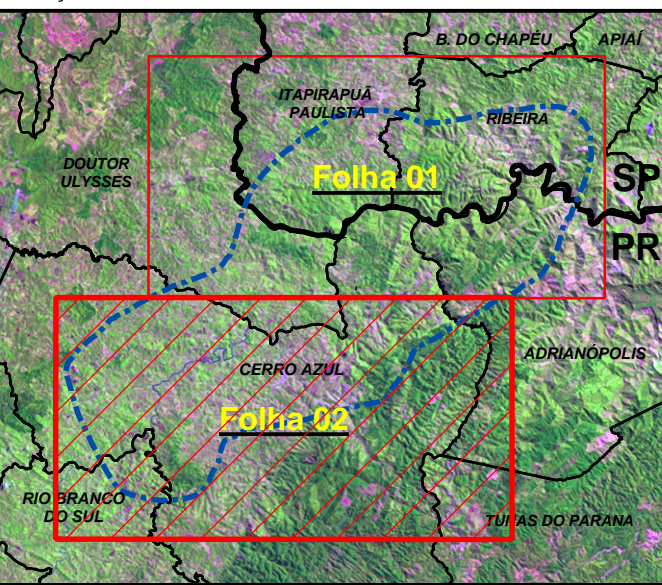 B. DO CHAPÉU
APIAÍ
ITAPIRAPUÃ
PAULISTA
RIBEIRA
DOUTOR
ULYSSES
Folha 01
SP
PR
ADRIANÓPOLIS
CERRO AZUL
Folha 02
RIO BRANCO
DO SUL
TUNAS DO PARANA